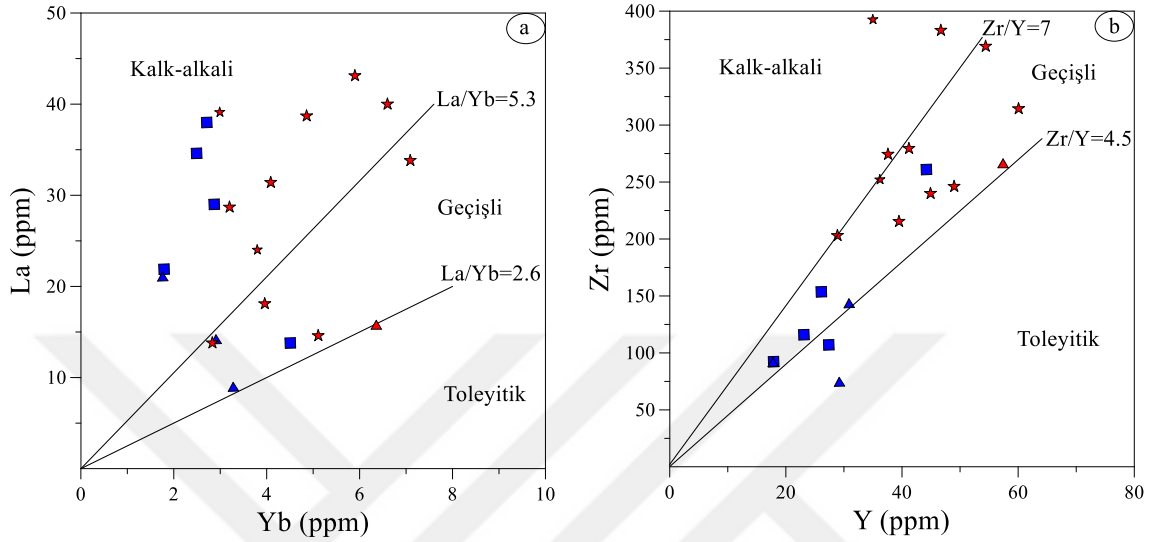 a
Kalk-alkali
La/Yb=5.3
Geçişli
La/Yb=2.6
Toleyitik
La (ppm)
50
40
30
20
10
0
2
4
6
8
10
Yb (ppm)
b
Kalk-alkali
Zr/Y=7
Geçişli
Zr/Y=4.5
Toleyitik
Zr (ppm)
400
350
300
250
200
150
100
50
0
20
40
60
80
Y (ppm)